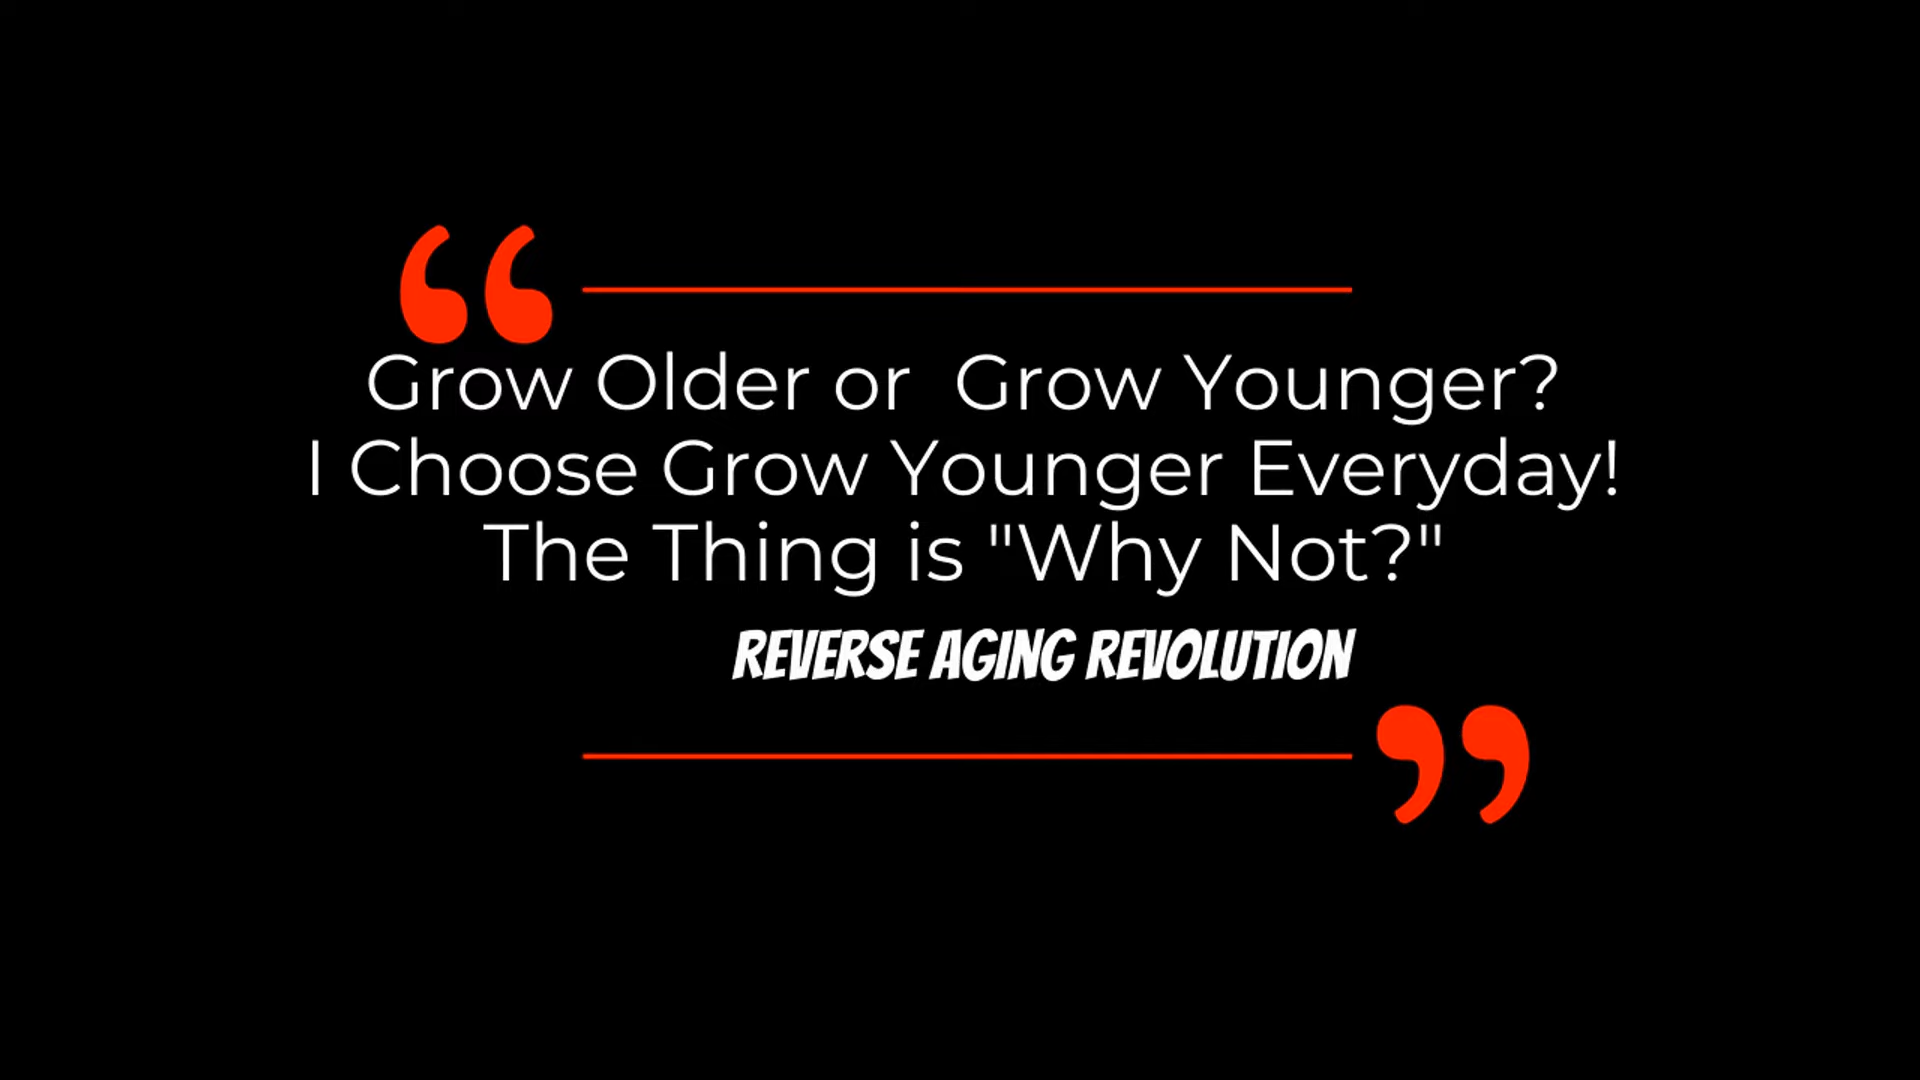 “
Grow Older or  Grow Younger?
I Choose Grow Younger Everyday!
The Thing is "Why Not?"
REVERSE AGING REVOLUTION
”